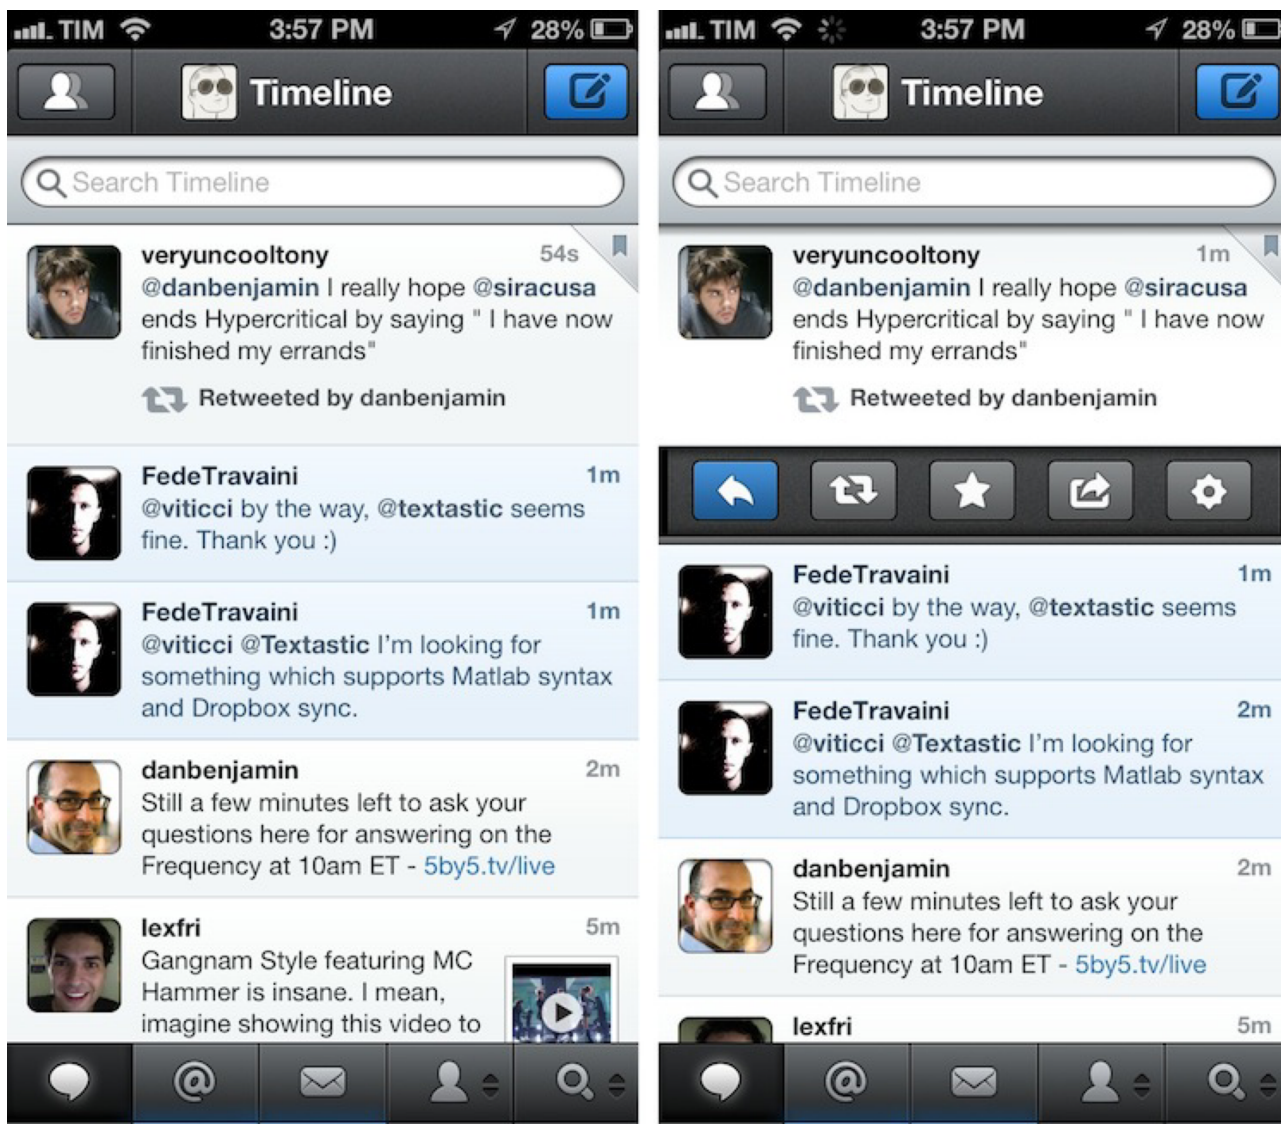 TIM 3:57 PM 28%
Timeline
Search Timeline
veryuncooltony 54s
@danbenjamin I really hope @siracusa
ends Hypercritical by saying " I have now
finished my errands"
Retweeted by danbenjamin
FedeTravaini 1m
@viticci by the way, @textastic seems
fine. Thank you :)
FedeTravaini 1m
@viticci @Textastic I'm looking for
something which supports Matlab syntax
and Dropbox sync.
danbenjamin 2m
Still a few minutes left to ask your
questions here for answering on the
Frequency at 10am ET - 5by5.tv/live
lexfri 5m
Gangnam Style featuring MC
Hammer is insane. I mean,
imagine showing this video to
@
TIM 3:57 PM 28%
Timeline
Search Timeline
veryuncooltony 1m
@danbenjamin I really hope @siracusa
ends Hypercritical by saying " I have now
finished my errands"
Retweeted by danbenjamin
FedeTravaini 1m
@viticci by the way, @textastic seems
fine. Thank you :)
FedeTravaini 2m
@viticci @Textastic I'm looking for
something which supports Matlab syntax
and Dropbox sync.
danbenjamin 2m
Still a few minutes left to ask your
questions here for answering on the
Frequency at 10am ET - 5by5.tv/live
lexfri 5m
@